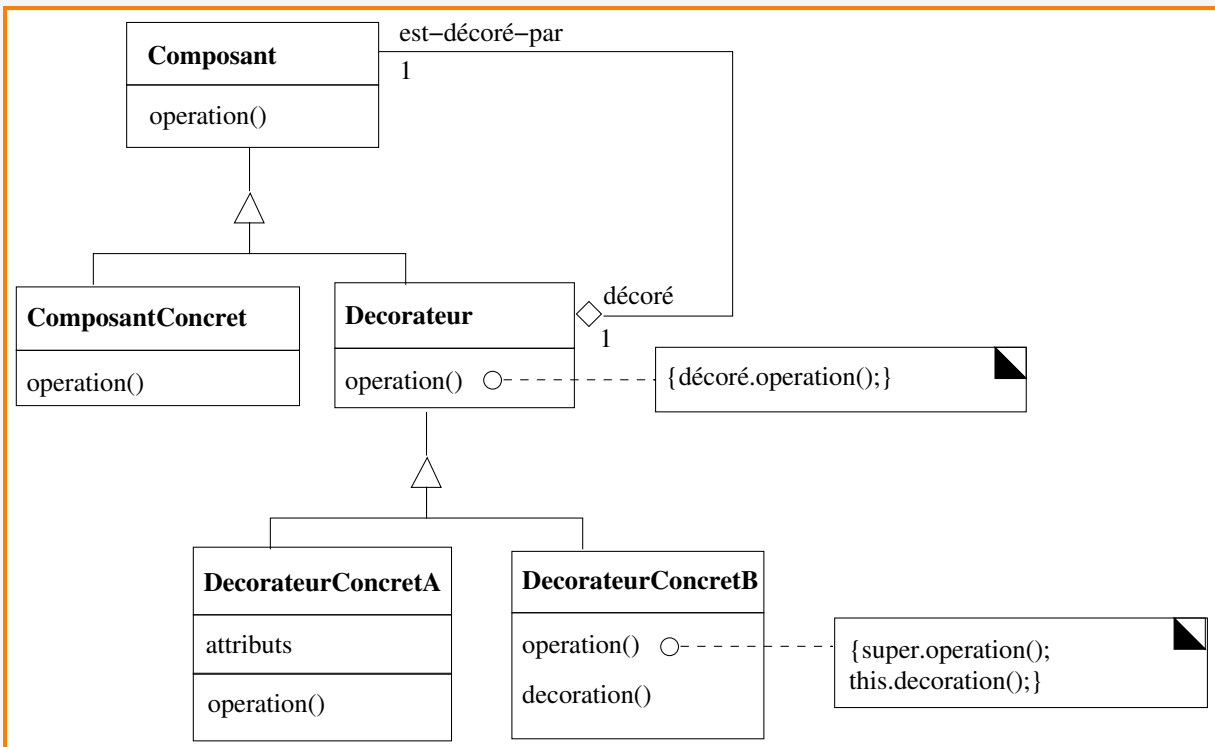 est−décoré−par
Composant
1
operation()
décoré
ComposantConcret
Decorateur
1
operation()
operation()
{décoré.operation();}
DecorateurConcretA
DecorateurConcretB
attributs
operation()
{super.operation();
this.decoration();}
operation()
decoration()